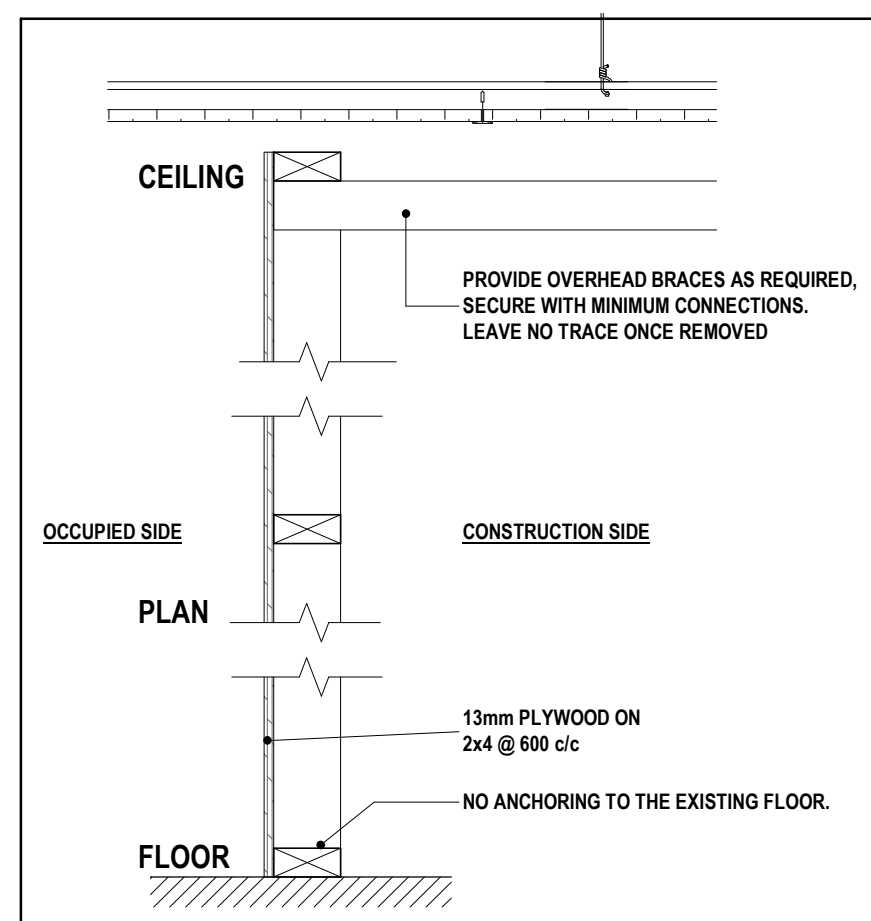 CEILING
PROVIDE OVERHEAD BRACES AS REQUIRED,
SECURE WITH MINIMUM CONNECTIONS.
LEAVE NO TRACE ONCE REMOVED
OCCUPIED SIDE
CONSTRUCTION SIDE
PLAN
13mm PLYWOOD ON
2x4 @ 600 c/c
NO ANCHORING TO THE EXISTING FLOOR.
FLOOR